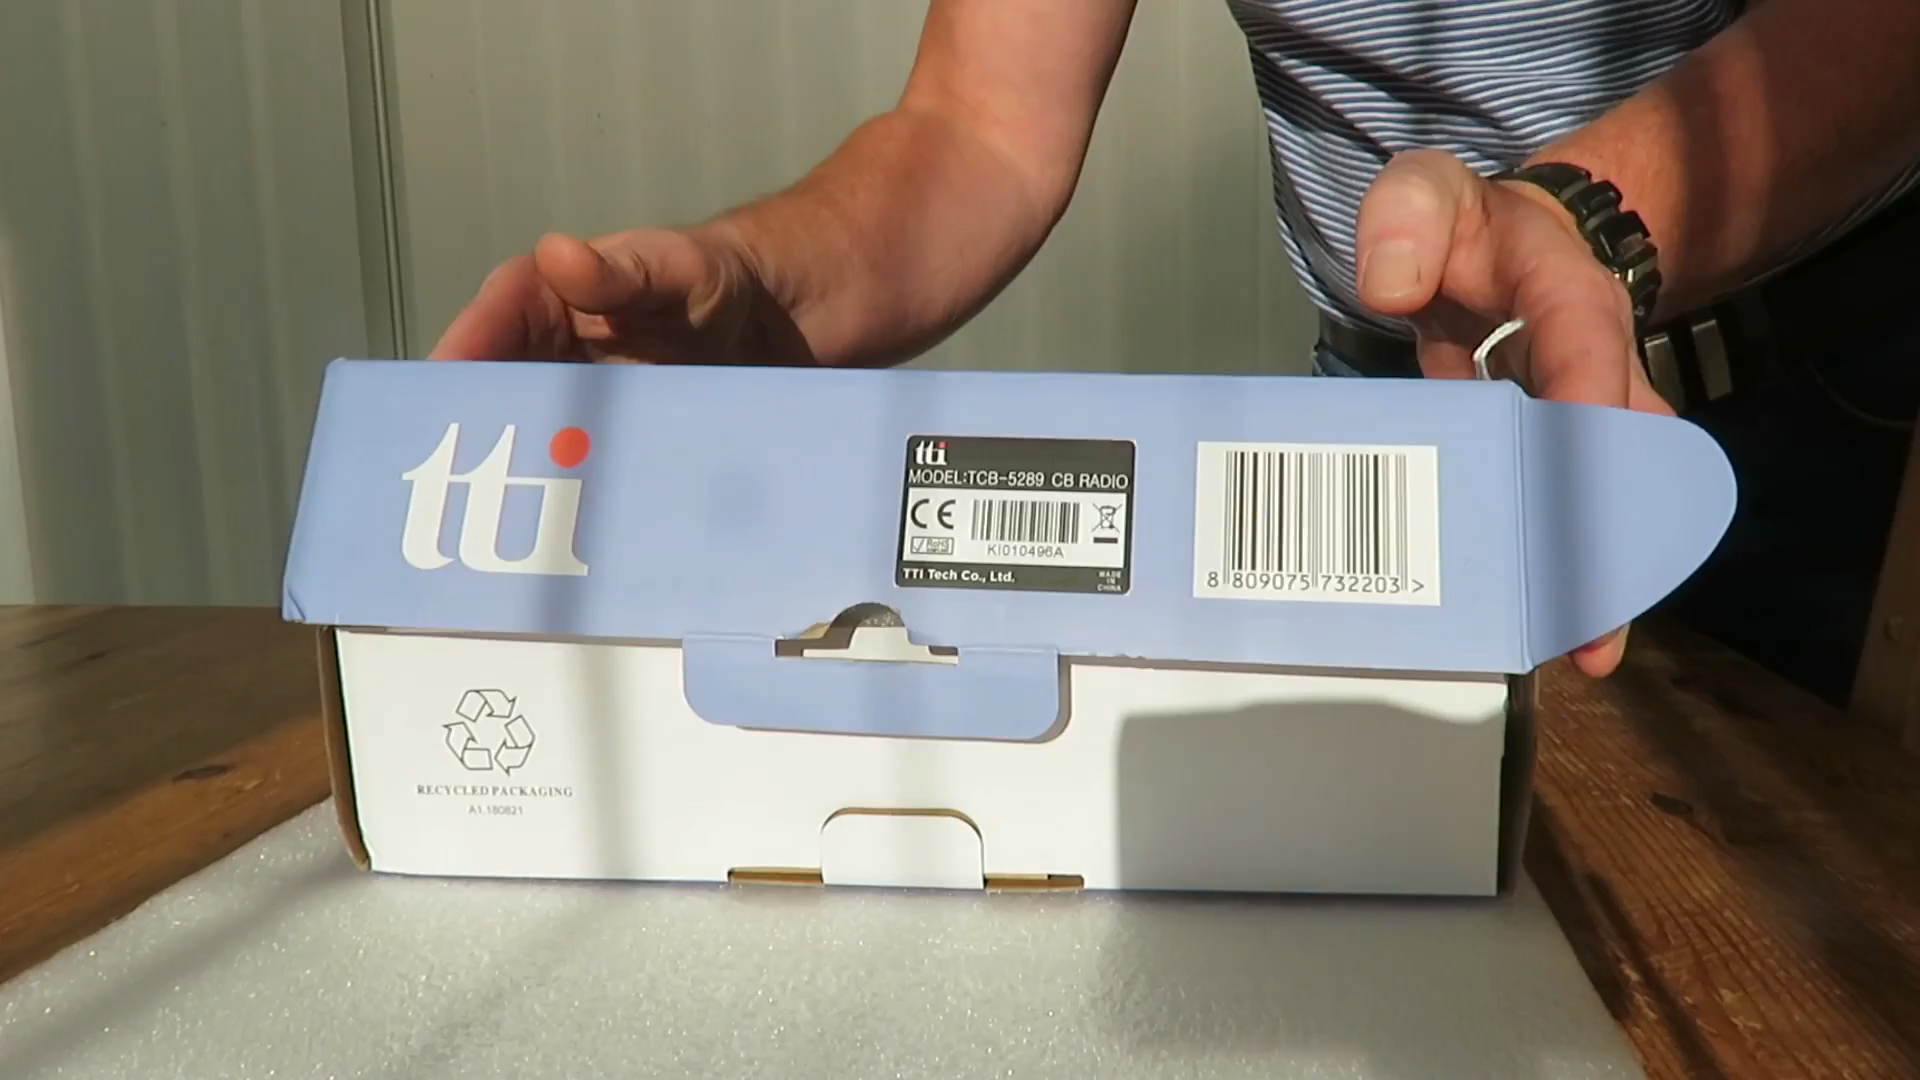 tti
tti
MODEL:TCB-5289 CB RADIO
CE
RoHS
KI010496A
TTI Tech Co., Ltd.
MADE
IN
CHINA
8 809075 732203 >
RECYCLED PACKAGING
A1.180821